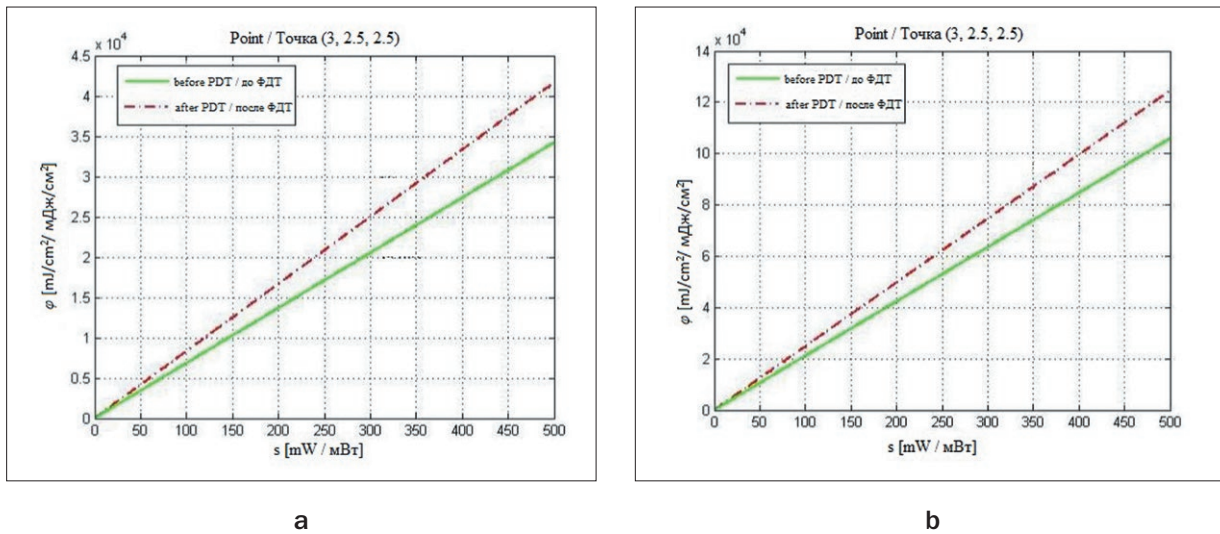 x 10⁴
Point / Точка (3, 2.5, 2.5)
4.5
4
3.5
3
2.5
2
1.5
1
0.5
0
before PDT / до ФДТ
after PDT / после ФДТ
φ [mJ/cm²/ мДж/см²]
0 50 100 150 200 250 300 350 400 450 500
s [mW / мВт]
a
x 10⁴
Point / Точка (3, 2.5, 2.5)
14
12
10
8
6
4
2
0
before PDT / до ФДТ
after PDT / после ФДТ
φ [mJ/cm²/ мДж/см²]
0 50 100 150 200 250 300 350 400 450 500
s [mW / мВт]
b